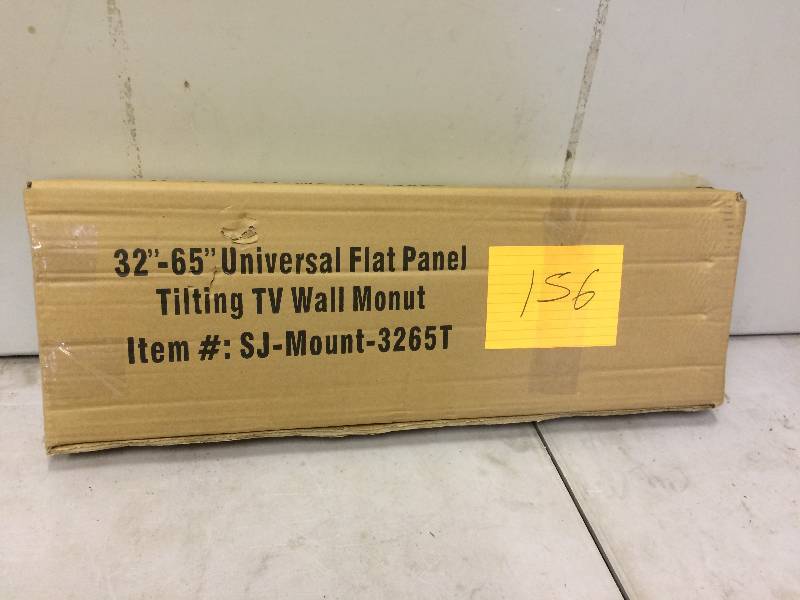 32"-65" Universal Flat Panel
Tilting TV Wall Monut
Item #: SJ-Mount-3265T
156